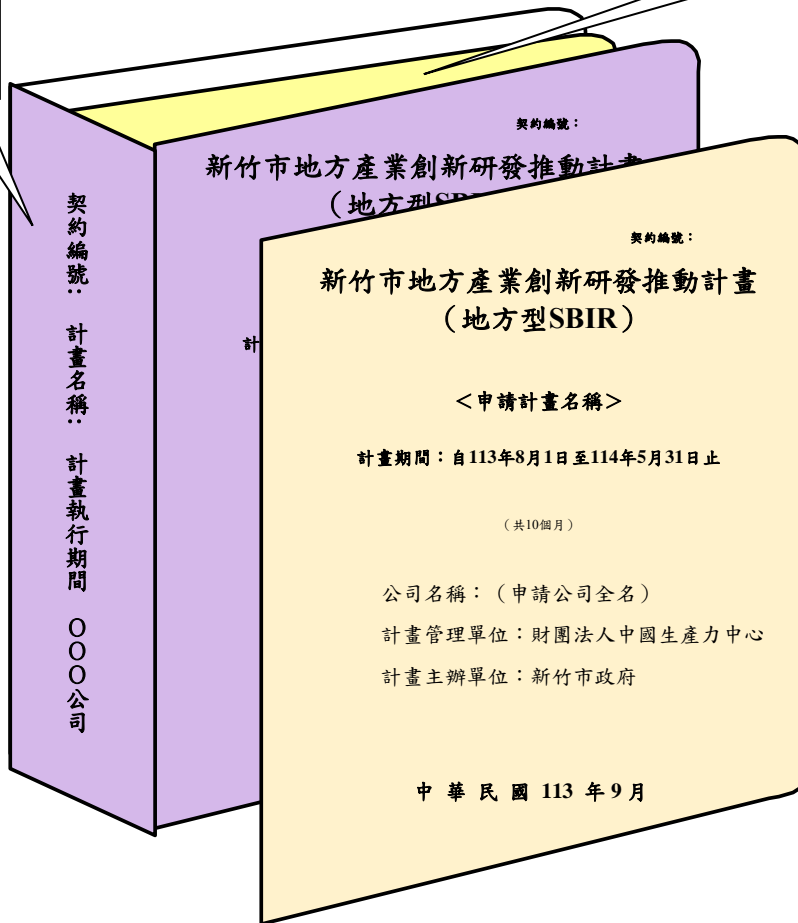 契約編號： 計畫名稱： 計畫執行期間 ＯＯＯ公司
契約編號：
新竹市地方產業創新研發推動計畫
（地方型SB
計
契約編號：
新竹市地方產業創新研發推動計畫
（地方型SBIR）
＜申請計畫名稱＞
計畫期間：自113年8月1日至114年5月31日止
（共10個月）
公司名稱：（申請公司全名）
計畫管理單位：財團法人中國生產力中心
計畫主辦單位：新竹市政府
中 華 民 國 113 年 9 月